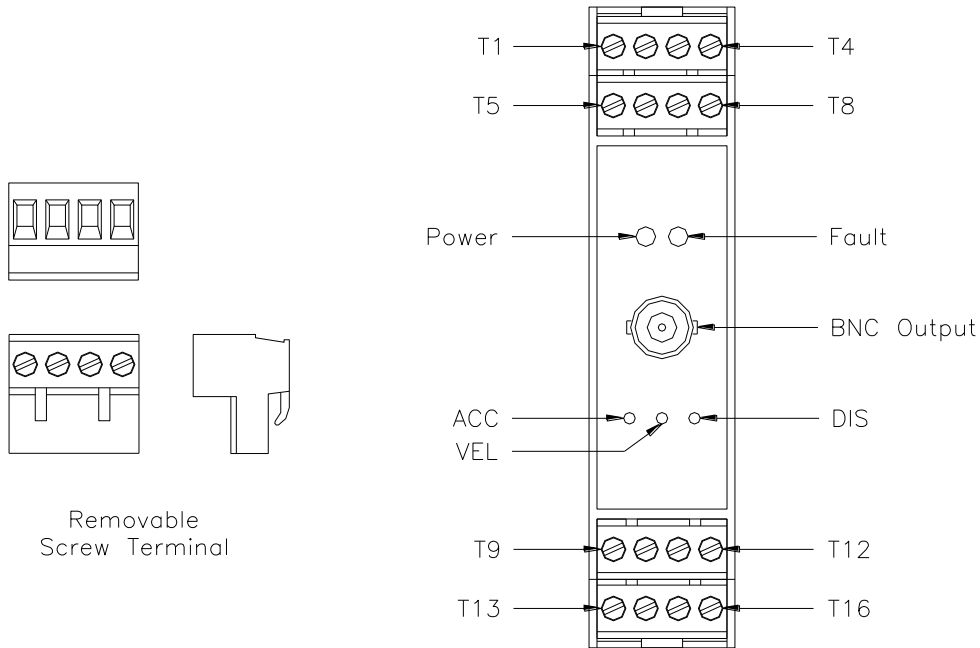 T1
T4
T5
T8
Power
Fault
BNC Output
ACC
DIS
VEL
Removable
Screw Terminal
T9
T12
T13
T16